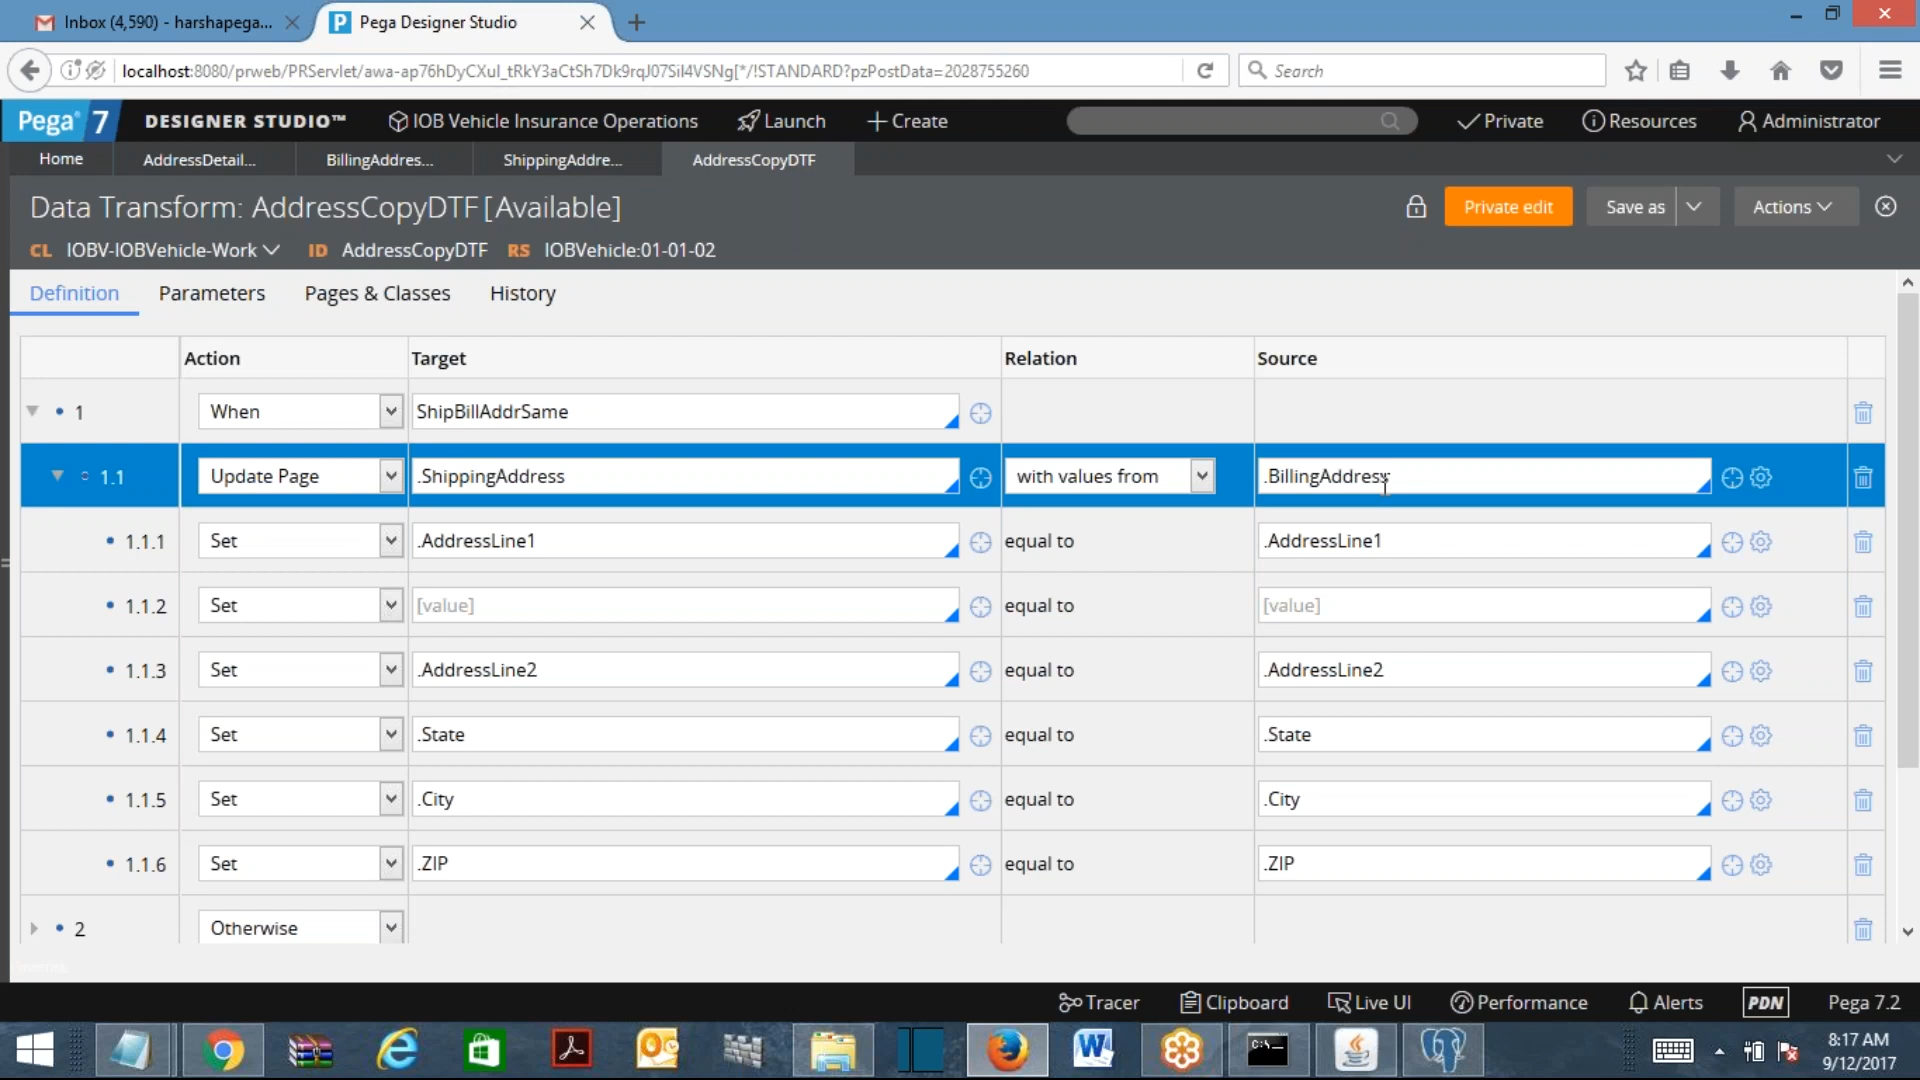 Inbox (4,590) - harshapega...
Pega Designer Studio
localhost:8080/prweb/PRServlet/awa-ap76hDyCXuI_tRkY3aCtSh7Dk9rqJ07SiI4VSNg[*/!STANDARD?pzPostData=2028755260
Search
Pega 7 DESIGNER STUDIO™ IOB Vehicle Insurance Operations Launch Create Private Resources Administrator
Home AddressDetail... BillingAddres... ShippingAddre... AddressCopyDTF
Data Transform: AddressCopyDTF [Available]
Private edit Save as Actions
CL IOBV-IOBVehicle-Work ID AddressCopyDTF RS IOBVehicle:01-01-02
Definition Parameters Pages & Classes History
Action Target Relation Source
1 When ShipBillAddrSame
1.1 Update Page .ShippingAddress with values from .BillingAddress
1.1.1 Set .AddressLine1 equal to .AddressLine1
1.1.2 Set [value] equal to [value]
1.1.3 Set .AddressLine2 equal to .AddressLine2
1.1.4 Set .State equal to .State
1.1.5 Set .City equal to .City
1.1.6 Set .ZIP equal to .ZIP
2 Otherwise
Tracer Clipboard Live UI Performance Alerts PDN Pega 7.2
8:17 AM
9/12/2017